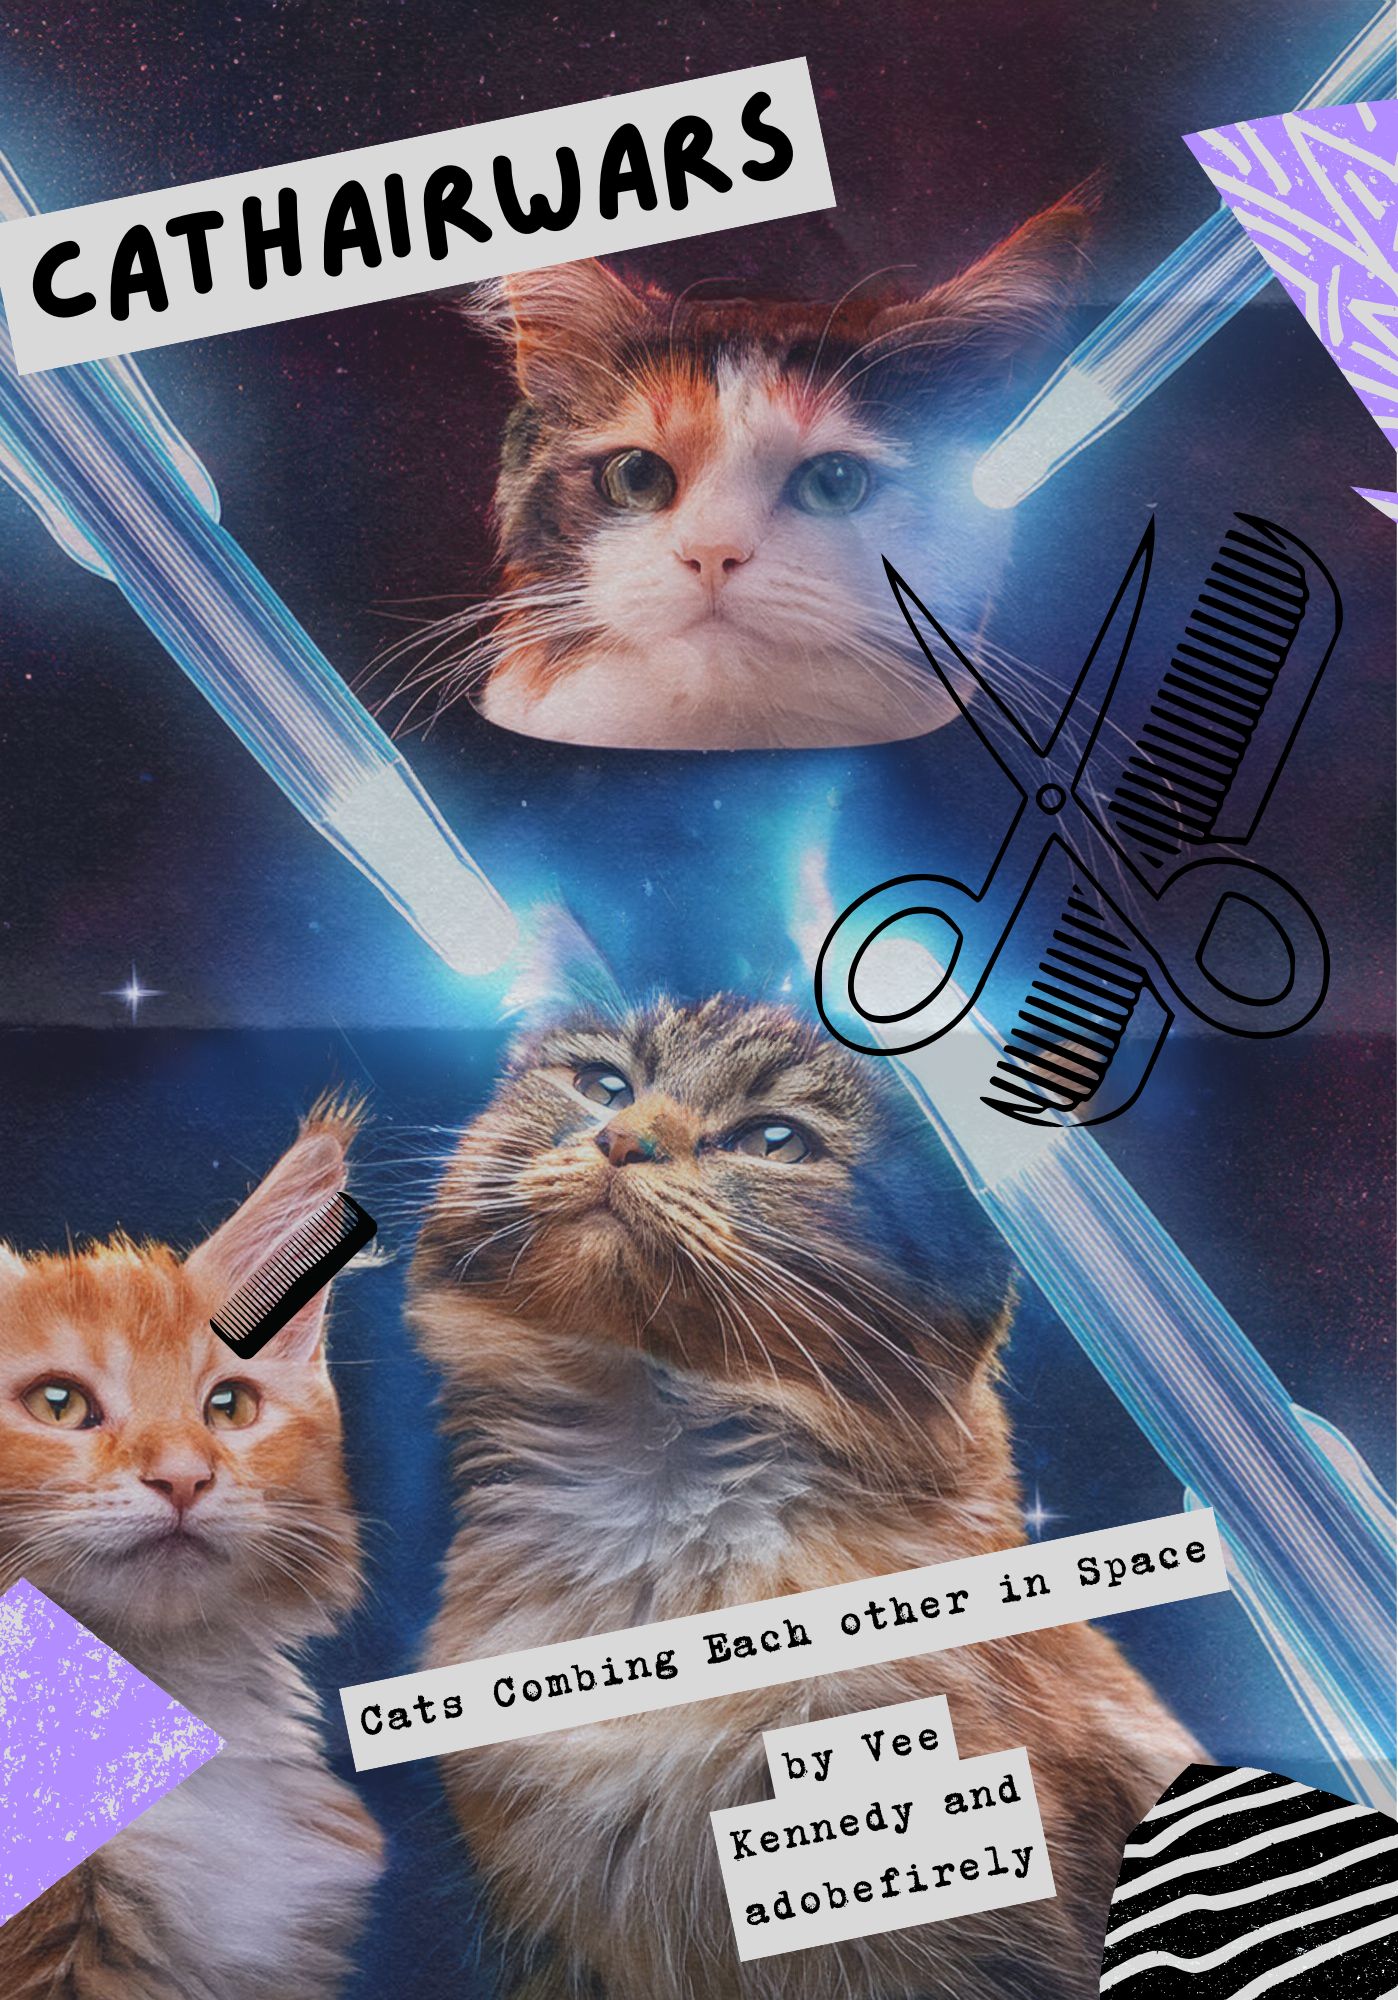 CATHAIRWARS
Cats Combing Each other in Space
by Vee
Kennedy and
adobefirely